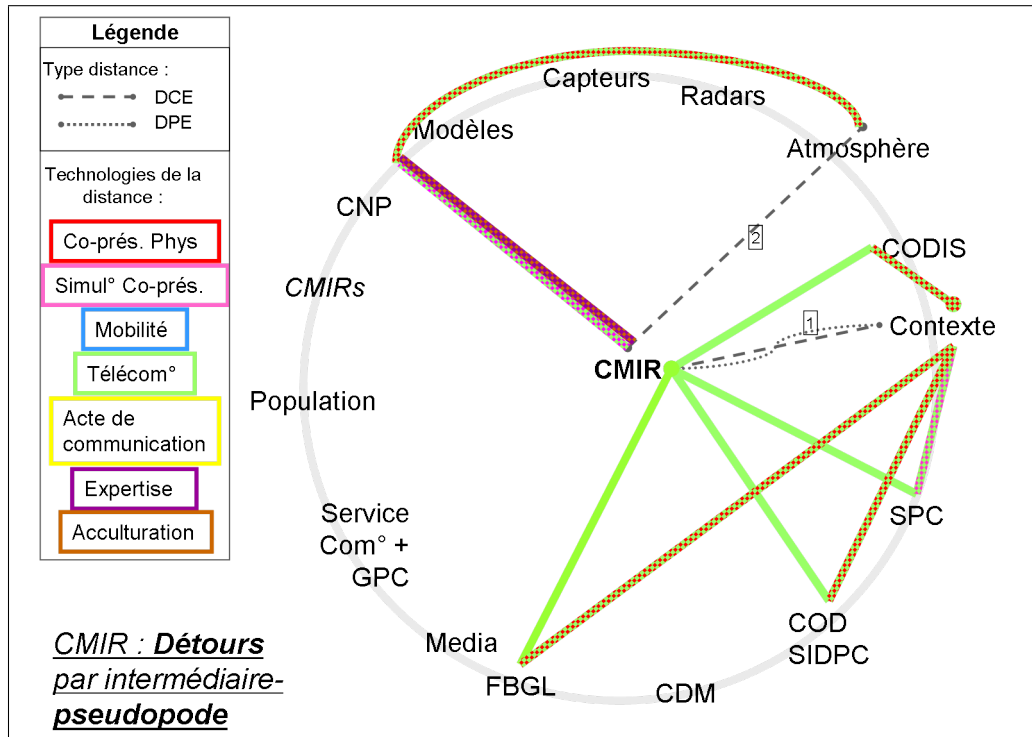 Légende
Type distance :
DCE
DPE
Technologies de la
distance :
Co-prés. Phys
Simul° Co-prés.
Mobilité
Télécom°
Acte de
communication
Expertise
Acculturation
CMIR : Détours
par intermédiaire-
pseudopode
Capteurs
Radars
Modèles
Atmosphère
CNP
2
CODIS
CMIRs
1
Contexte
CMIR
Population
SPC
Service
Com° +
GPC
COD
SIDPC
Media
FBGL
CDM